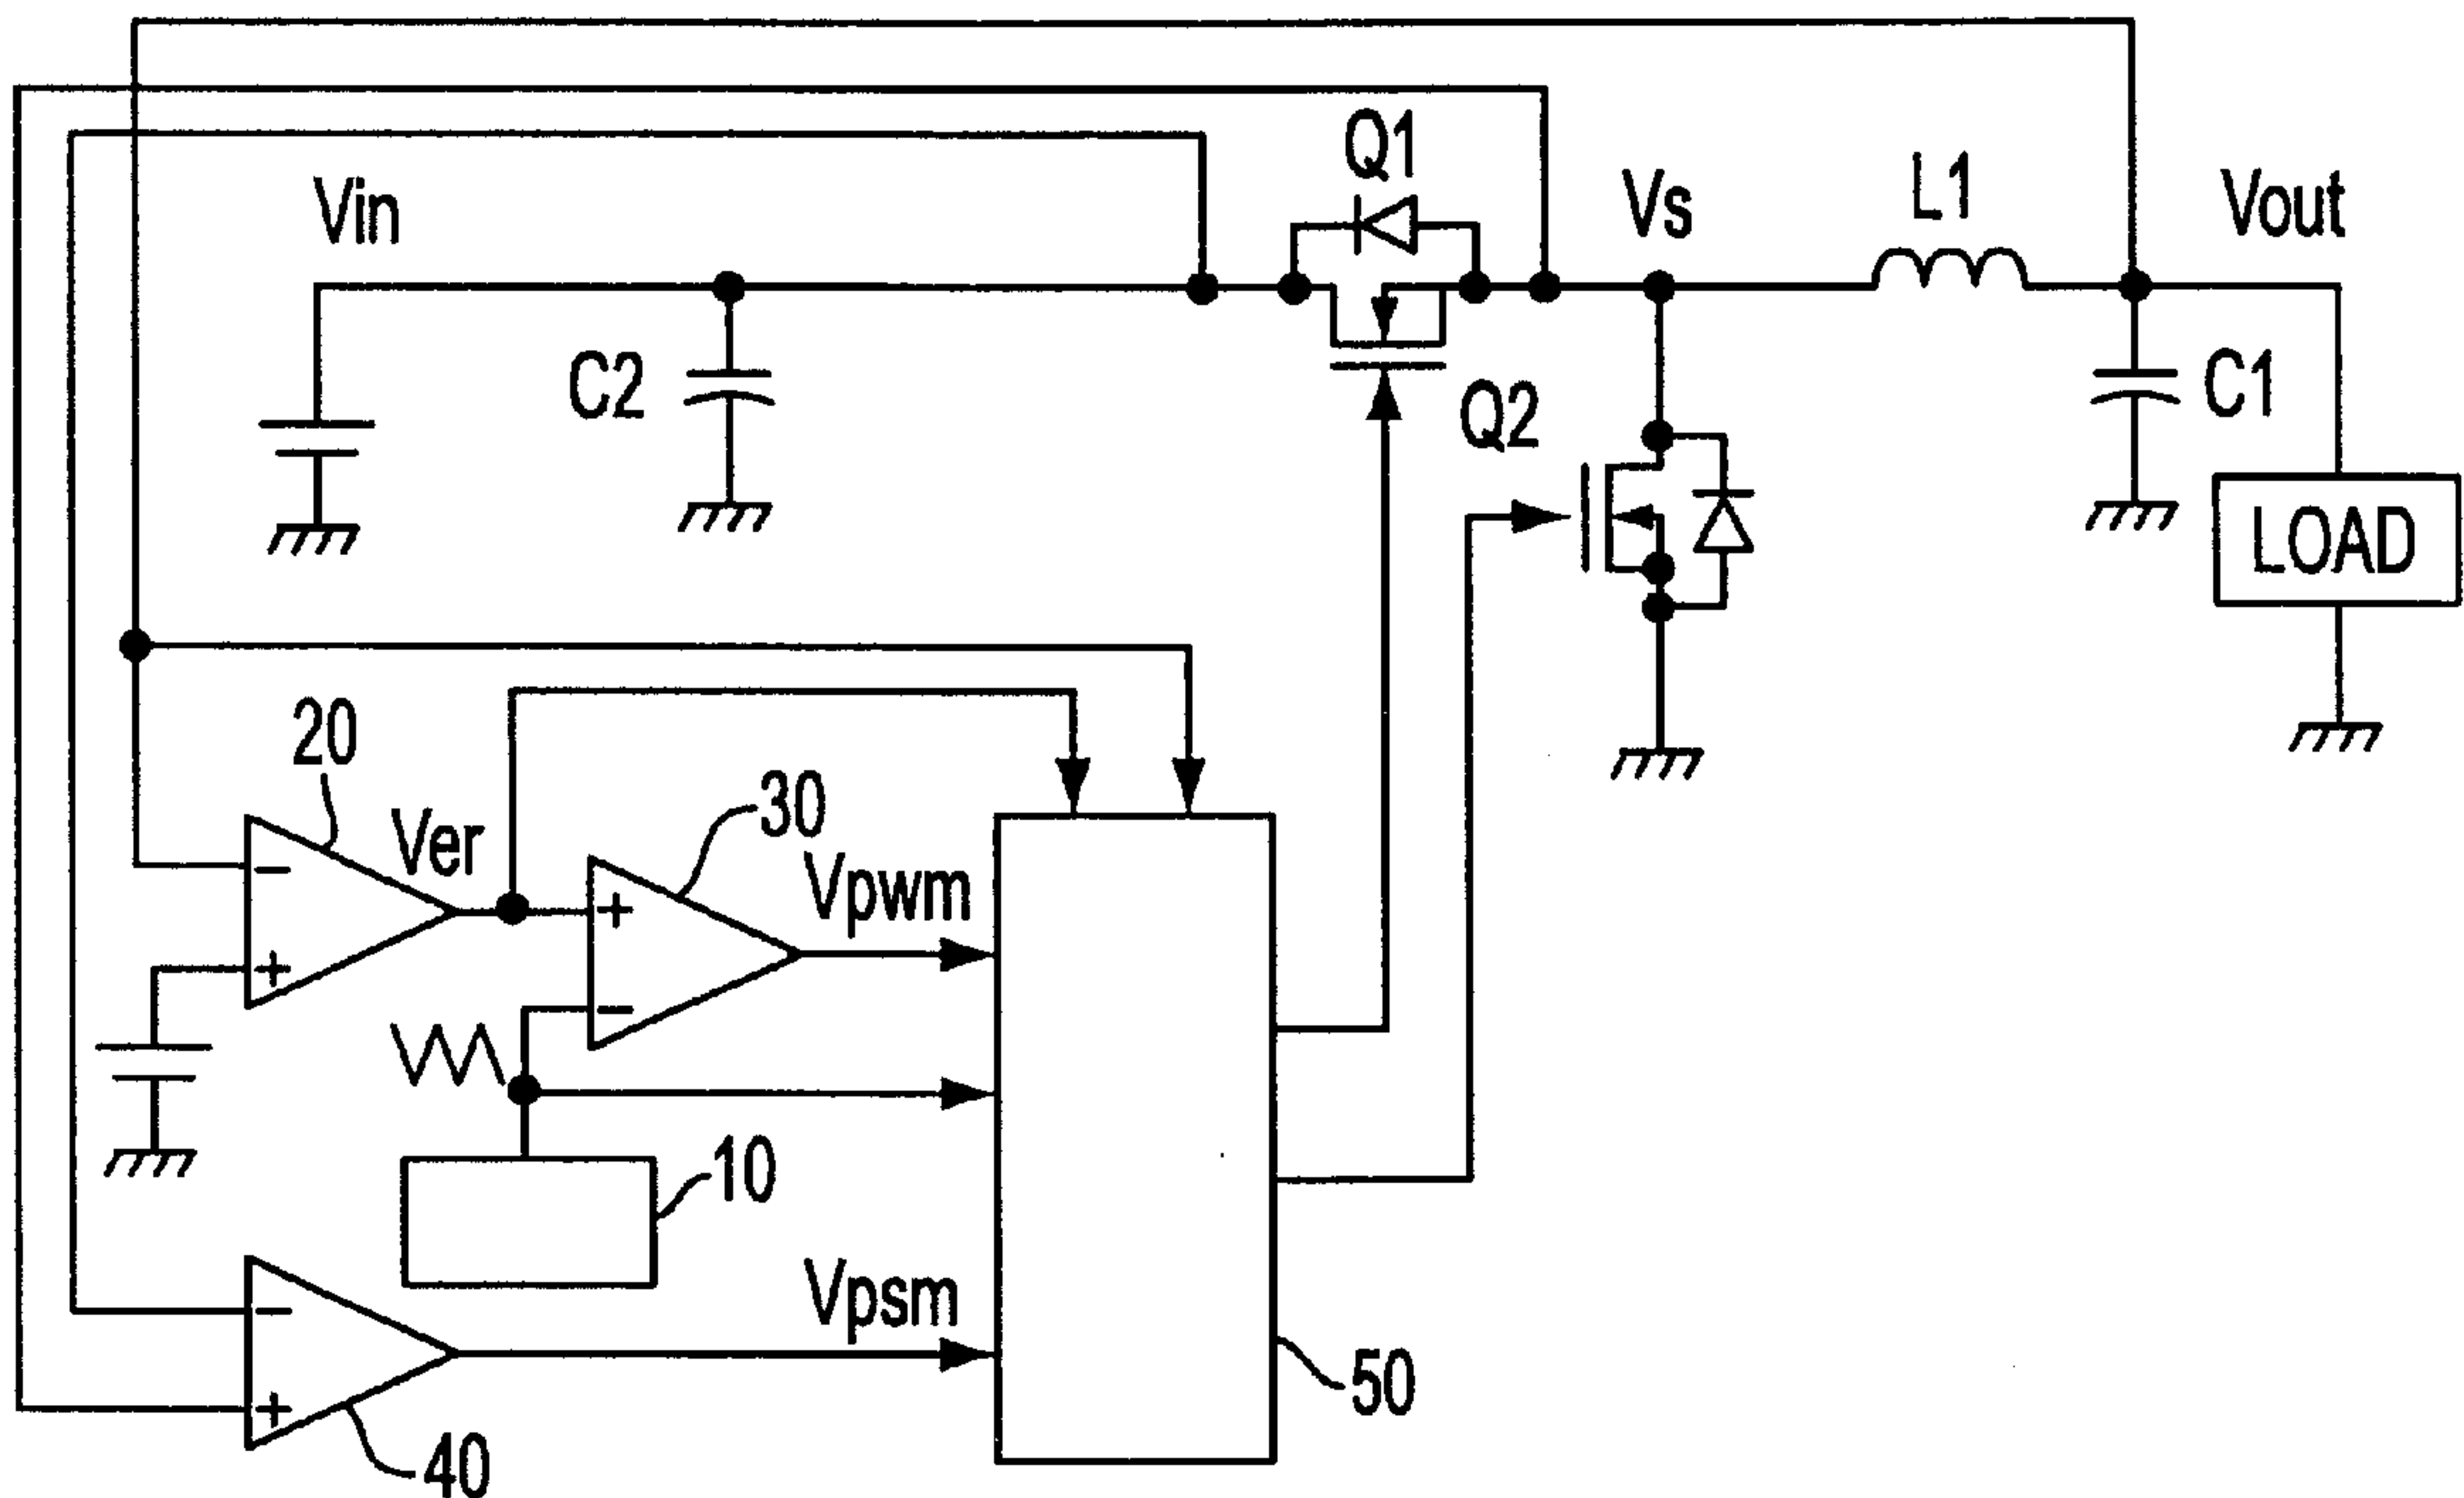 Q1
Vin
Vs
L1
Vout
C2
Q2
C1
LOAD
20
Ver
30
Vpwm
-
+
+
-
10
Vpsm
-
+
50
40